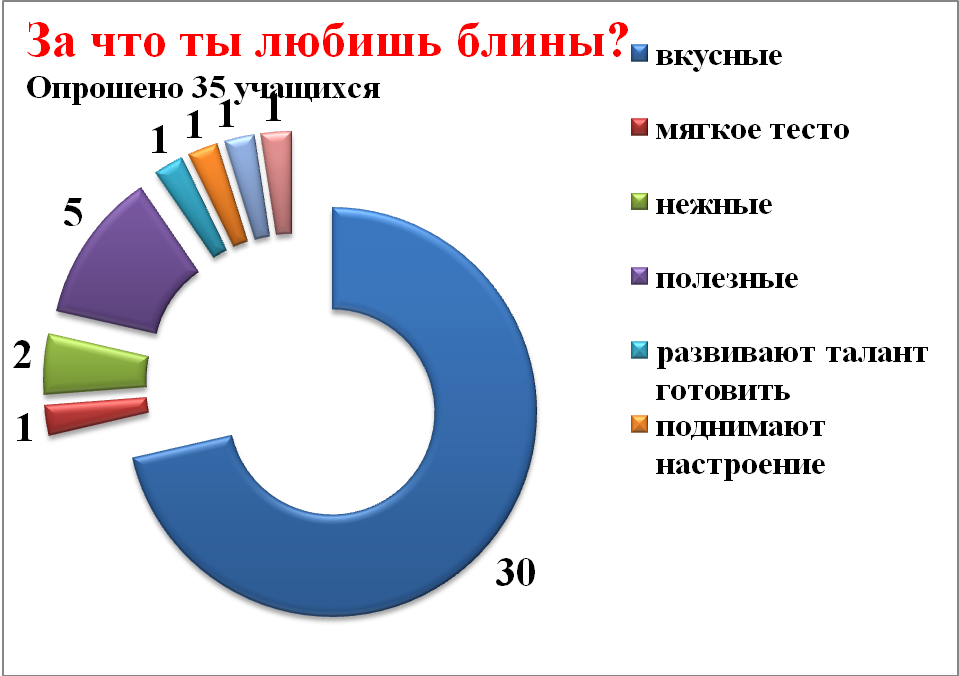 За что ты любишь блины?
Опрошено 35 учащихся
1
1
1
1
5
2
1
30
вкусные
мягкое тесто
нежные
полезные
развивают талант
готовить
поднимают
настроение